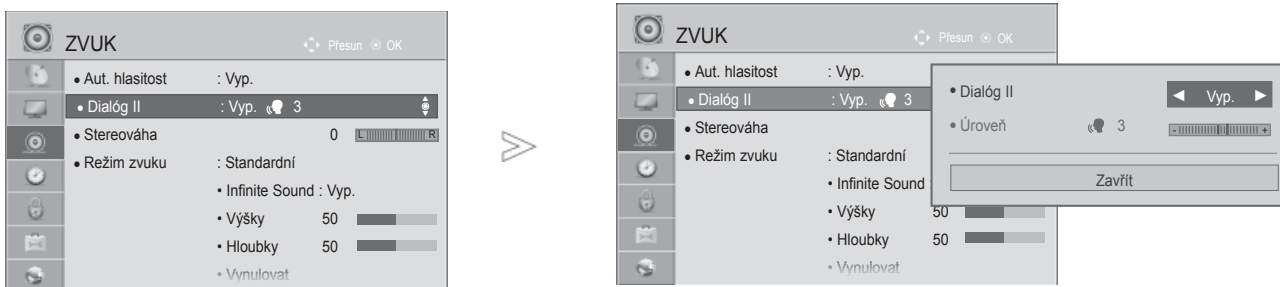 ZVUK
Přesun OK
• Aut. hlasitost : Vyp.
• Dialóg II : Vyp. 3
• Stereováha 0 L R
• Režim zvuku : Standardní
• Infinite Sound : Vyp.
• Výšky 50
• Hloubky 50
• Vynulovat
ZVUK
Přesun OK
• Aut. hlasitost : Vyp.
• Dialóg II : Vyp. 3
• Stereováha
• Režim zvuku : Standardní
• Infinite Sound :
• Výšky 50
• Hloubky 50
• Vynulovat
• Dialóg II ◄ Vyp. ►
• Úroveň 3 - +
Zavřít